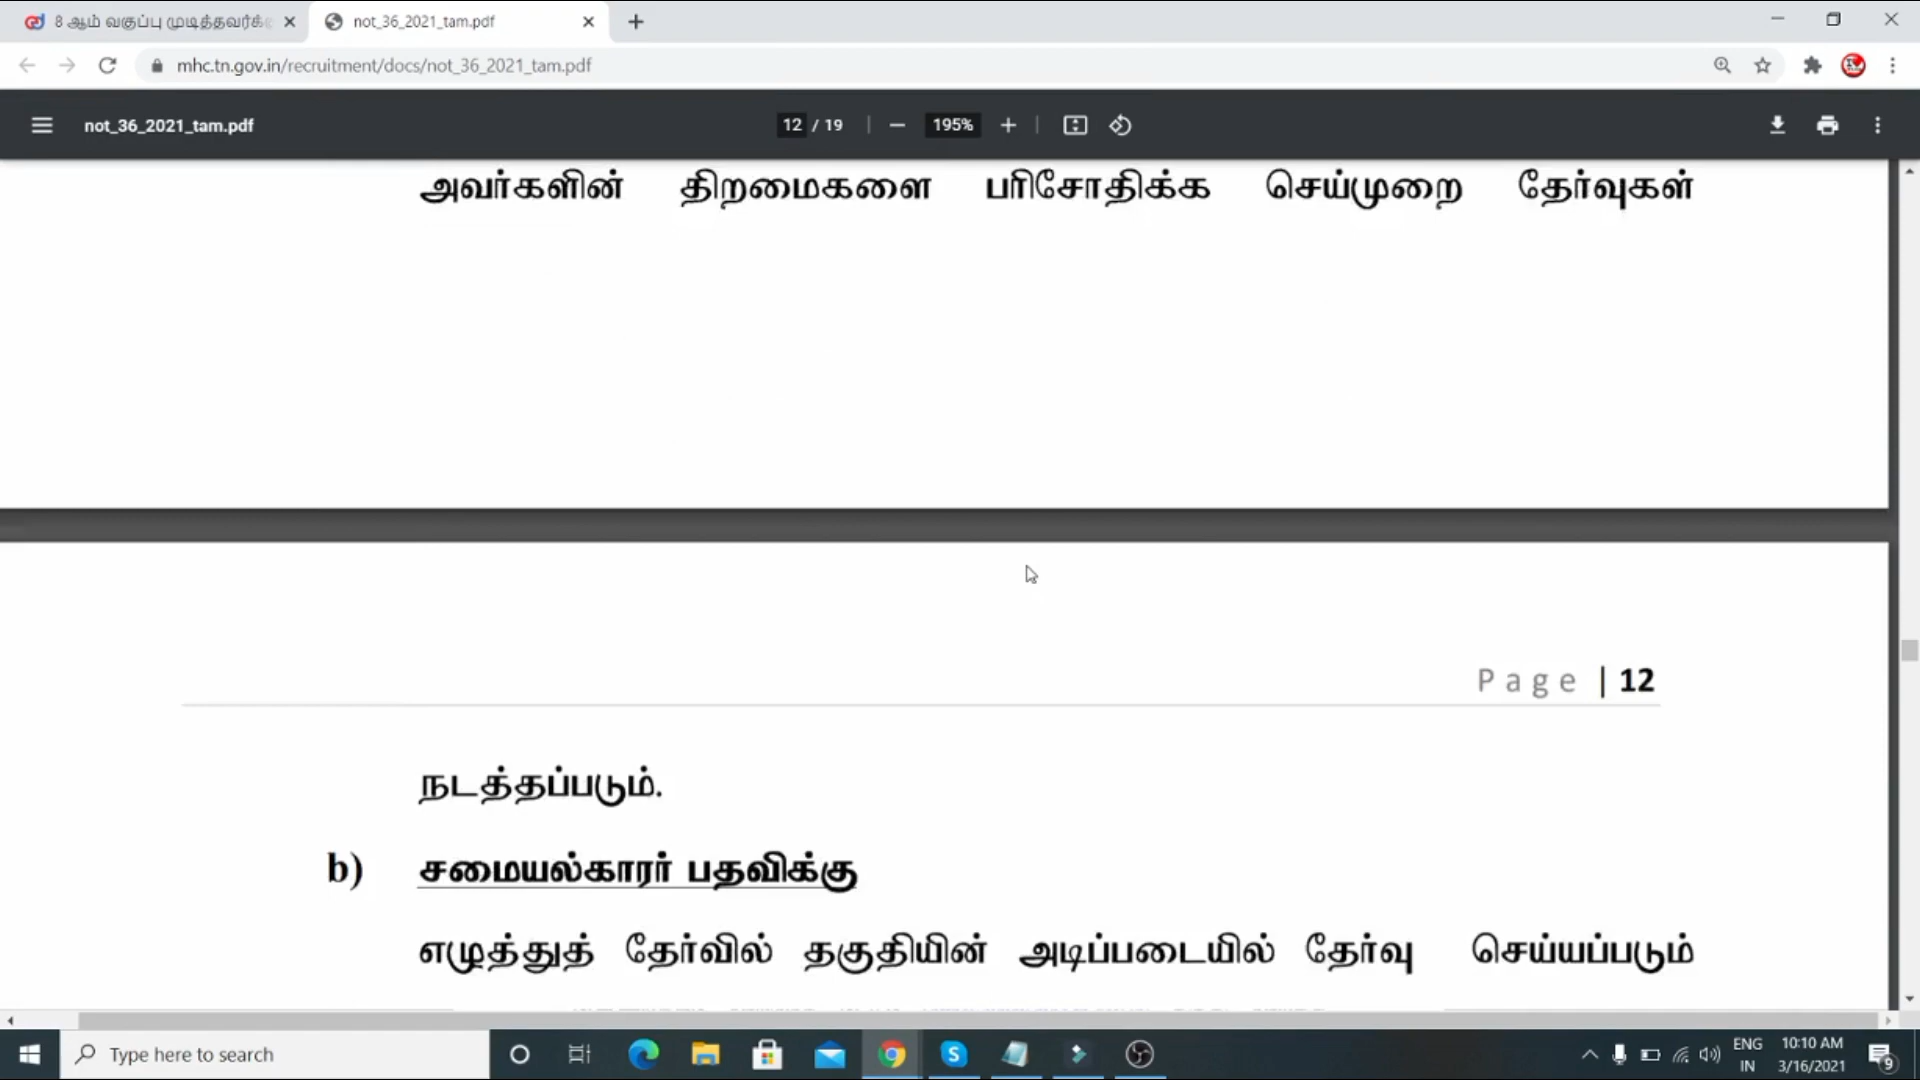 8 ஆம் வகுப்பு முடித்தவர்க்
not_36_2021_tam.pdf
mhc.tn.gov.in/recruitment/docs/not_36_2021_tam.pdf
not_36_2021_tam.pdf
12 / 19
195%
அவர்களின் திறமைகளை பரிசோதிக்க செய்முறை தேர்வுகள்
Page | 12
நடத்தப்படும்.
b) சமையல்காரர் பதவிக்கு
எழுத்துத் தேர்வில் தகுதியின் அடிப்படையில் தேர்வு செய்யப்படும்
Type here to search
ENG
IN
10:10 AM
3/16/2021
9